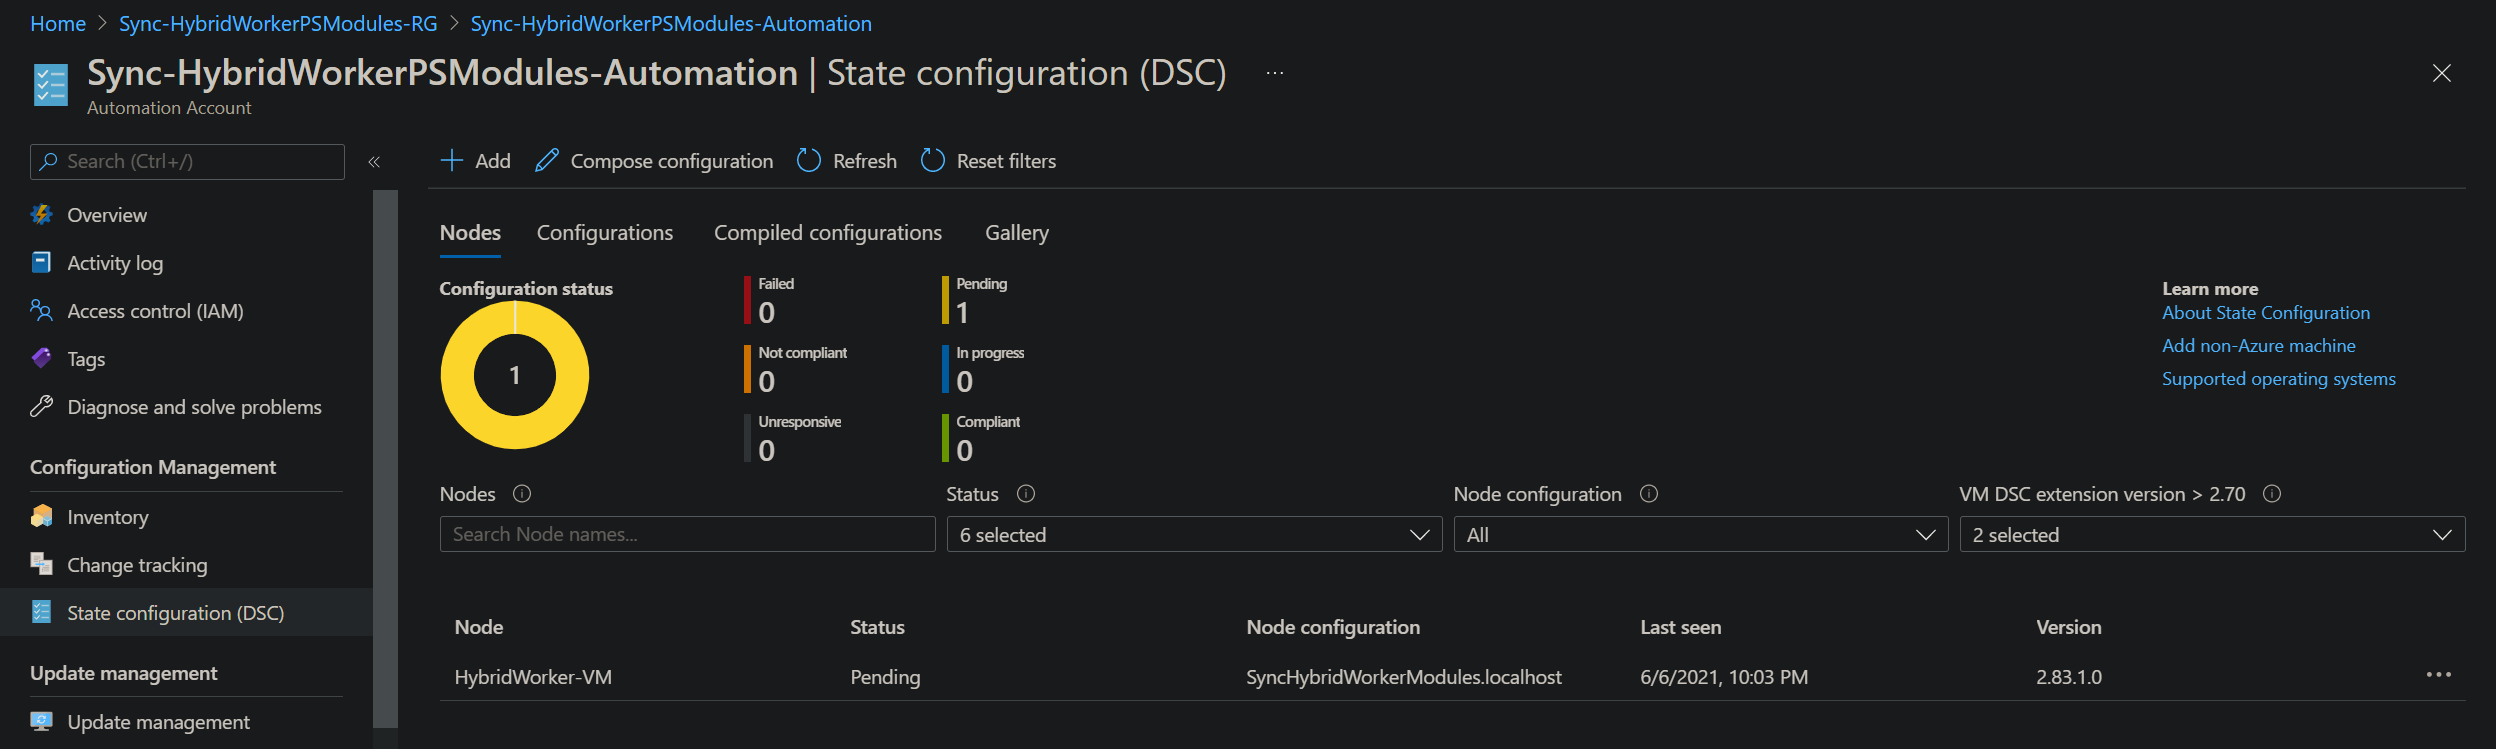 Home > Sync-HybridWorkerPSModules-RG > Sync-HybridWorkerPSModules-Automation
Sync-HybridWorkerPSModules-Automation | State configuration (DSC) ...
Automation Account
Search (Ctrl+/)
«
Overview
Activity log
Access control (IAM)
Tags
Diagnose and solve problems
Configuration Management
Inventory
Change tracking
State configuration (DSC)
Update management
Update management
Add Compose configuration Refresh Reset filters
Nodes Configurations Compiled configurations Gallery
Configuration status
1
Failed
0
Pending
1
Not compliant
0
In progress
0
Unresponsive
0
Compliant
0
Learn more
About State Configuration
Add non-Azure machine
Supported operating systems
Nodes Status Node configuration VM DSC extension version > 2.70
Search Node names... 6 selected All 2 selected
Node Status Node configuration Last seen Version
HybridWorker-VM Pending SyncHybridWorkerModules.localhost 6/6/2021, 10:03 PM 2.83.1.0 •••